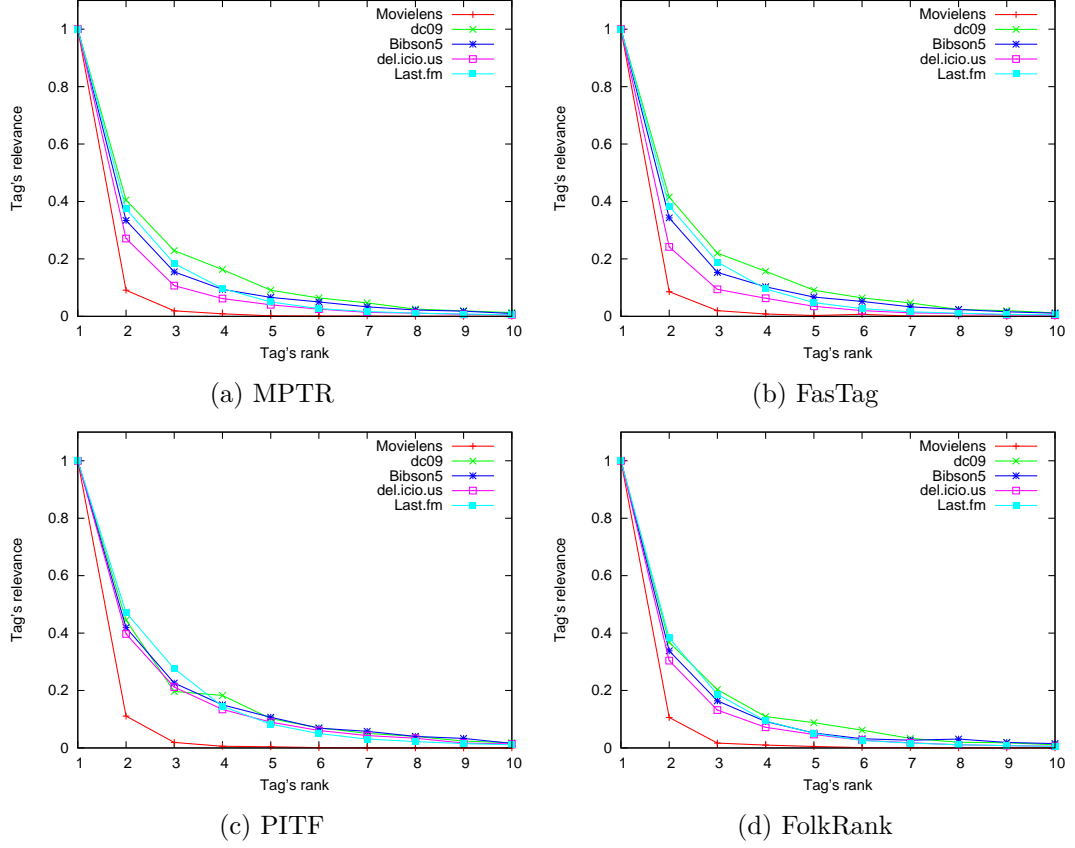 Movielens
dc09
Bibson5
del.icio.us
Last.fm
1
0.8
0.6
0.4
0.2
0
Tag's relevance
1 2 3 4 5 6 7 8 9 10
Tag's rank
(a) MPTR
Movielens
dc09
Bibson5
del.icio.us
Last.fm
1
0.8
0.6
0.4
0.2
0
Tag's relevance
1 2 3 4 5 6 7 8 9 10
Tag's rank
(b) FasTag
Movielens
dc09
Bibson5
del.icio.us
Last.fm
1
0.8
0.6
0.4
0.2
0
Tag's relevance
1 2 3 4 5 6 7 8 9 10
Tag's rank
(c) PITF
Movielens
dc09
Bibson5
del.icio.us
Last.fm
1
0.8
0.6
0.4
0.2
0
Tag's relevance
1 2 3 4 5 6 7 8 9 10
Tag's rank
(d) FolkRank